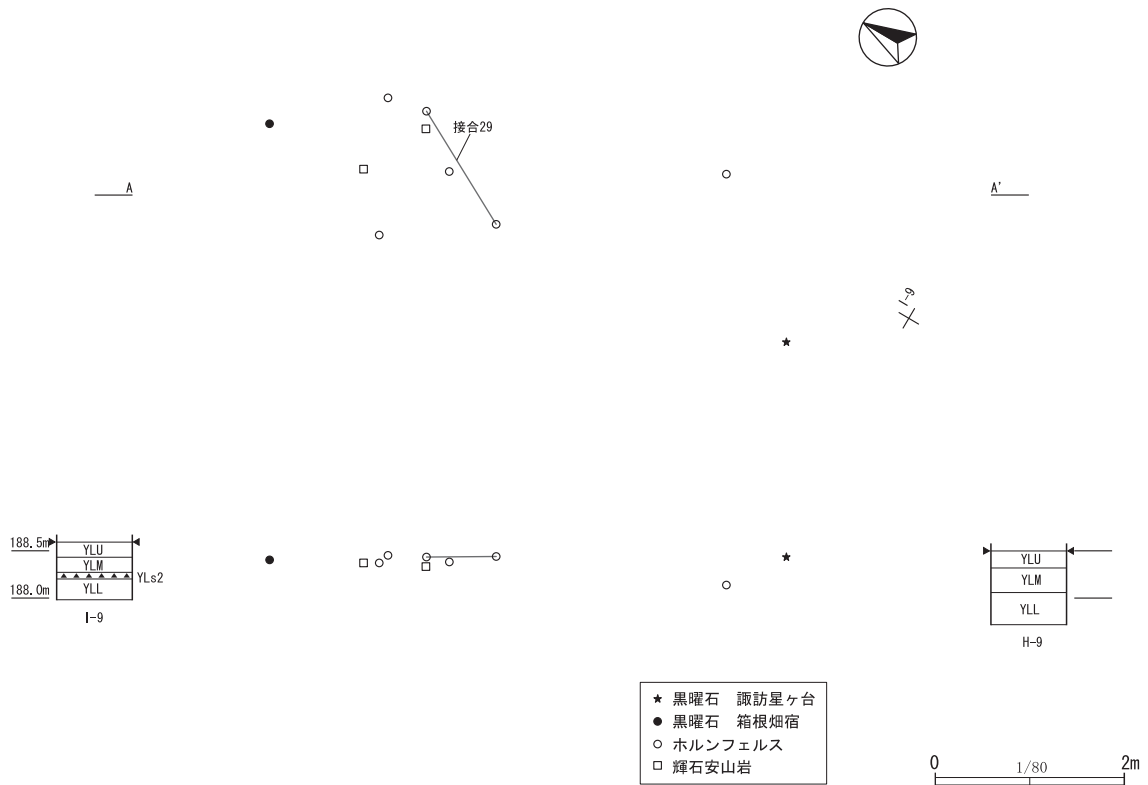 接合29
A
A'
I-9
188.5m
YLU
YLM
YLs2
188.0m
YLL
I-9
YLU
YLM
YLL
H-9
★ 黒曜石　諏訪星ヶ台
● 黒曜石　箱根畑宿
○ ホルンフェルス
□ 輝石安山岩
0 1/80 2m